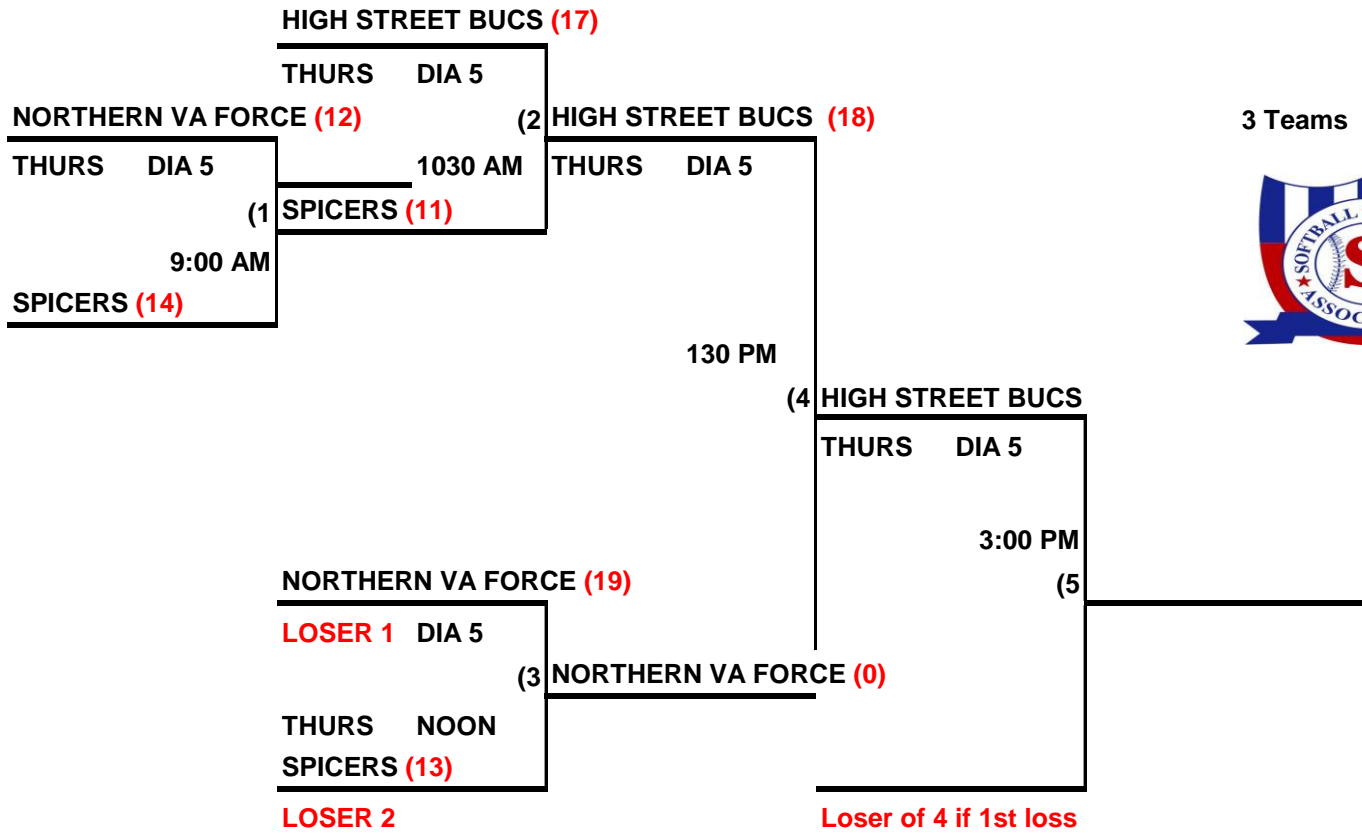 HIGH STREET BUCS (17)
THURS DIA 5
NORTHERN VA FORCE (12)
(2 HIGH STREET BUCS (18)
3 Teams
THURS DIA 5
1030 AM
THURS DIA 5
(1 SPICERS (11)
9:00 AM
SPICERS (14)
SOFTBALL
130 PM
(4 HIGH STREET BUCS
THURS DIA 5
3:00 PM
NORTHERN VA FORCE (19)
(5
LOSER 1 DIA 5
(3 NORTHERN VA FORCE (0)
THURS NOON
SPICERS (13)
LOSER 2
Loser of 4 if 1st loss